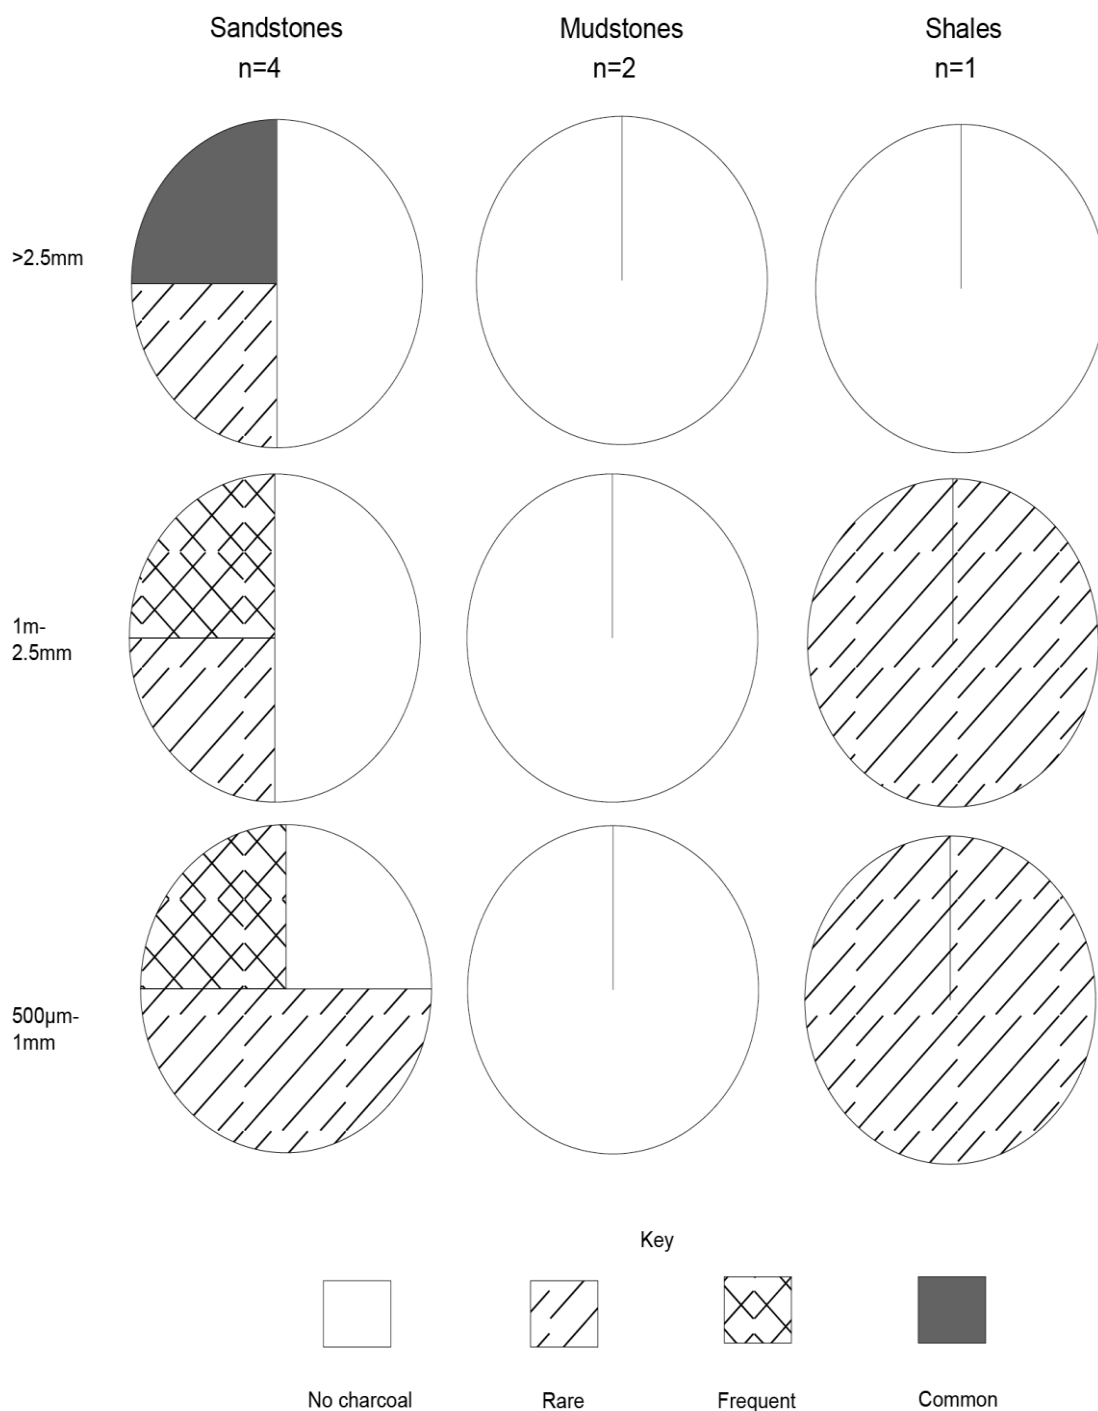 Sandstones Mudstones Shales
n=4 n=2 n=1
>2.5mm
1m-
2.5mm
500µm-
1mm
Key
No charcoal Rare Frequent Common